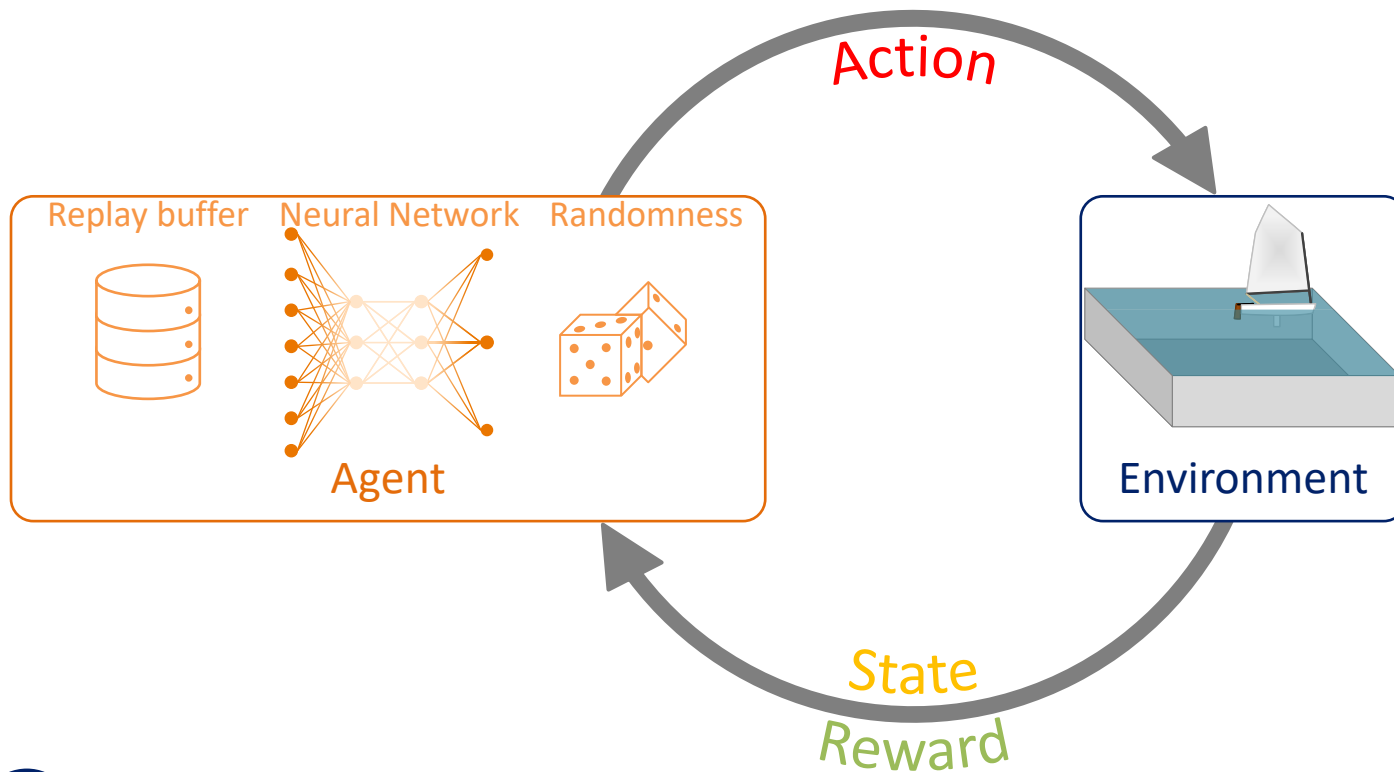 Action
Replay buffer
Neural Network
Randomness
Agent
Environment
State
Reward